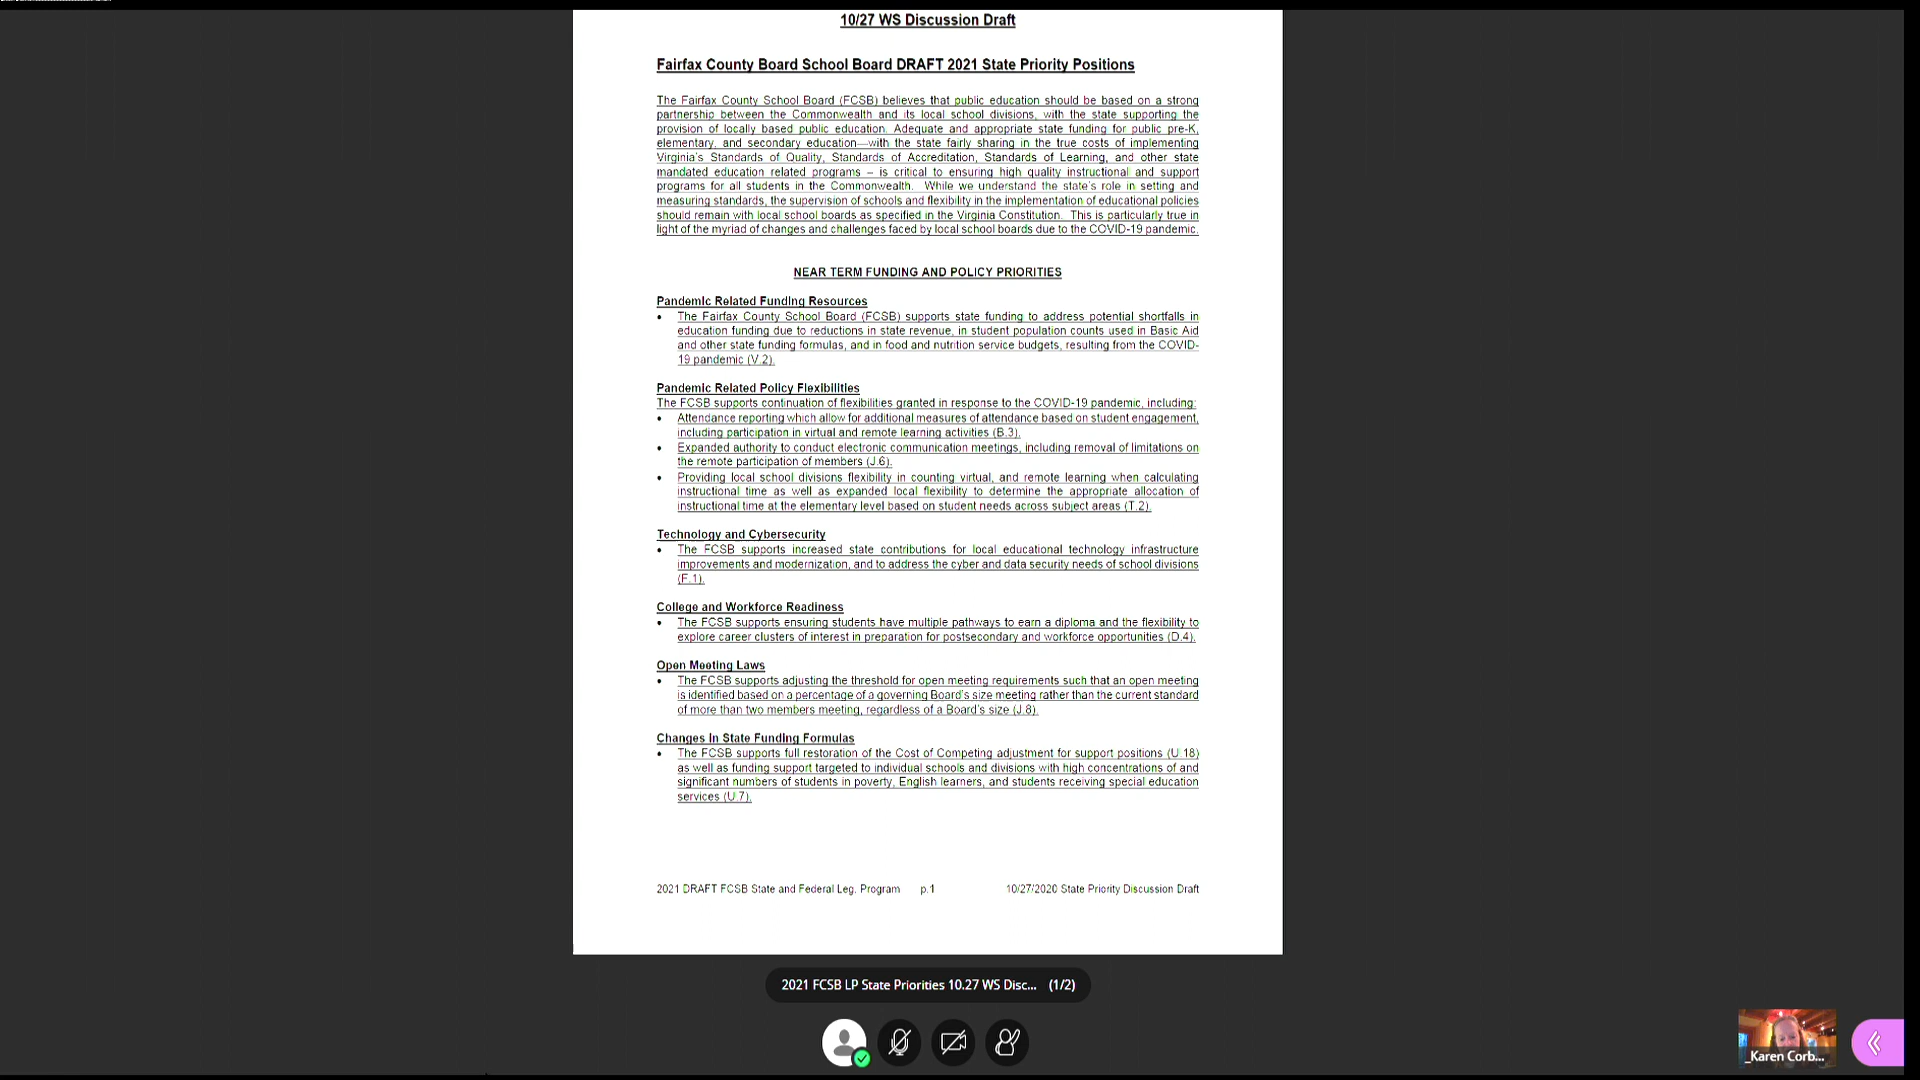 10/27 WS Discussion Draft
Fairfax County Board School Board DRAFT 2021 State Priority Positions
The Fairfax County School Board (FCSB) believes that public education should be based on a strong
partnership between the Commonwealth and its local school divisions, with the state supporting the
provision of locally based public education. Adequate and appropriate state funding for public pre-K,
elementary, and secondary education—with the state fairly sharing in the true costs of implementing
Virginia's Standards of Quality, Standards of Accreditation, Standards of Learning, and other state
mandated education related programs – is critical to ensuring high quality instructional and support
programs for all students in the Commonwealth. While we understand the state's role in setting and
measuring standards, the supervision of schools and flexibility in the implementation of educational policies
should remain with local school boards as specified in the Virginia Constitution. This is particularly true in
light of the myriad of changes and challenges faced by local school boards due to the COVID-19 pandemic.
NEAR TERM FUNDING AND POLICY PRIORITIES
Pandemic Related Funding Resources
• The Fairfax County School Board (FCSB) supports state funding to address potential shortfalls in
education funding due to reductions in state revenue, in student population counts used in Basic Aid
and other state funding formulas, and in food and nutrition service budgets, resulting from the COVID-
19 pandemic (V.2).
Pandemic Related Policy Flexibilities
The FCSB supports continuation of flexibilities granted in response to the COVID-19 pandemic, including:
• Attendance reporting which allow for additional measures of attendance based on student engagement,
including participation in virtual and remote learning activities (B.3).
• Expanded authority to conduct electronic communication meetings, including removal of limitations on
the remote participation of members (J.6).
• Providing local school divisions flexibility in counting virtual, and remote learning when calculating
instructional time as well as expanded local flexibility to determine the appropriate allocation of
instructional time at the elementary level based on student needs across subject areas (T.2).
Technology and Cybersecurity
• The FCSB supports increased state contributions for local educational technology infrastructure
improvements and modernization, and to address the cyber and data security needs of school divisions
(F.1).
College and Workforce Readiness
• The FCSB supports ensuring students have multiple pathways to earn a diploma and the flexibility to
explore career clusters of interest in preparation for postsecondary and workforce opportunities (D.4).
Open Meeting Laws
• The FCSB supports adjusting the threshold for open meeting requirements such that an open meeting
is identified based on a percentage of a governing Board's size meeting rather than the current standard
of more than two members meeting, regardless of a Board's size (J.8).
Changes in State Funding Formulas
• The FCSB supports full restoration of the Cost of Competing adjustment for support positions (U.18)
as well as funding support targeted to individual schools and divisions with high concentrations of and
significant numbers of students in poverty, English learners, and students receiving special education
services (U.7).
2021 DRAFT FCSB State and Federal Leg. Program p.1 10/27/2020 State Priority Discussion Draft
2021 FCSB LP State Priorities 10.27 WS Disc... (1/2)
_Karen Corb...